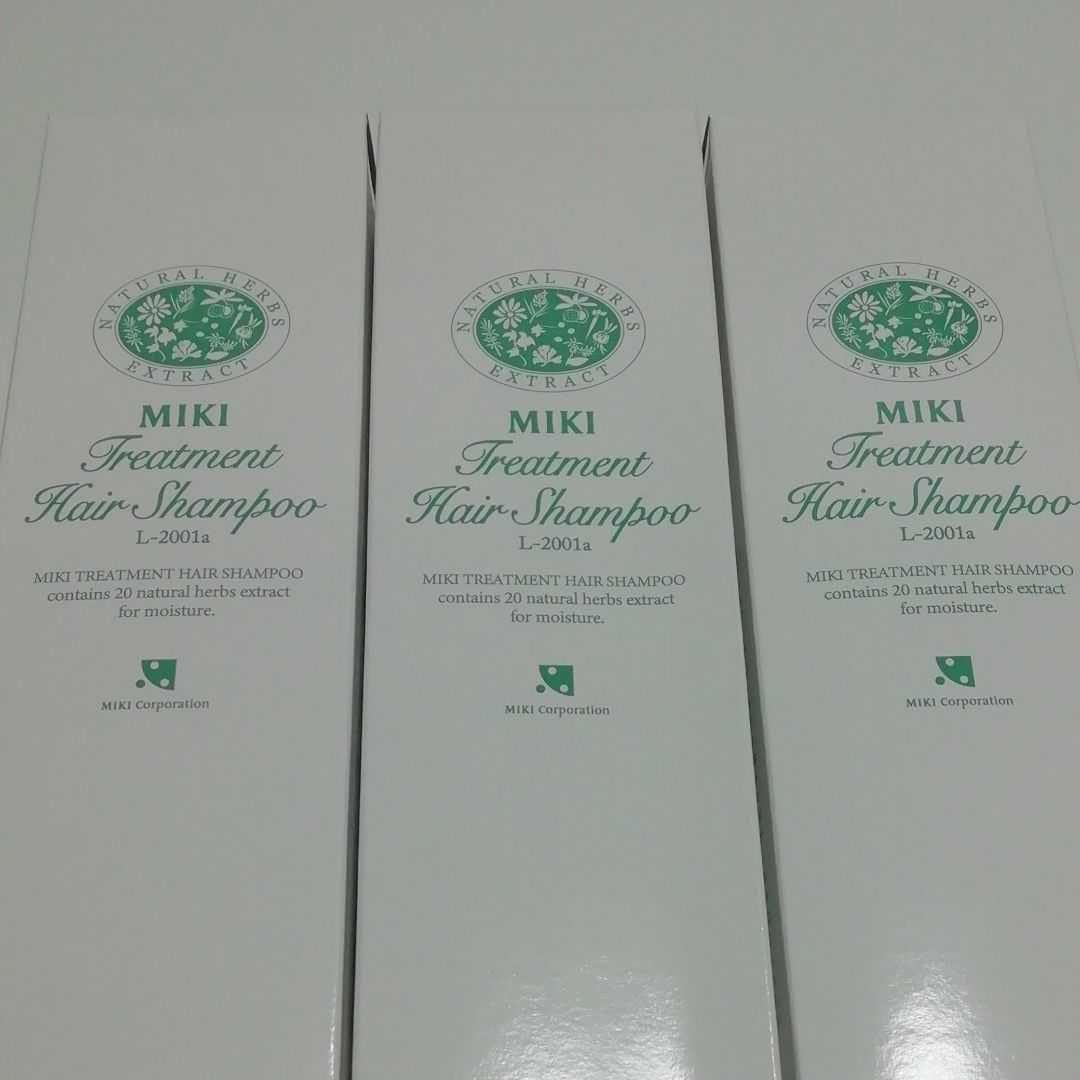 NATURAL HERBS
EXTRACT
MIKI
Treatment
Hair Shampoo
L-2001a
MIKI TREATMENT HAIR SHAMPOO
contains 20 natural herbs extract
for moisture.
MIKI Corporation
NATURAL HERBS
EXTRACT
MIKI
Treatment
Hair Shampoo
L-2001a
MIKI TREATMENT HAIR SHAMPOO
contains 20 natural herbs extract
for moisture.
MIKI Corporation
NATURAL HERBS
EXTRACT
MIKI
Treatment
Hair Shampoo
L-2001a
MIKI TREATMENT HAIR SHAMPOO
contains 20 natural herbs extract
for moisture.
MIKI Corporation